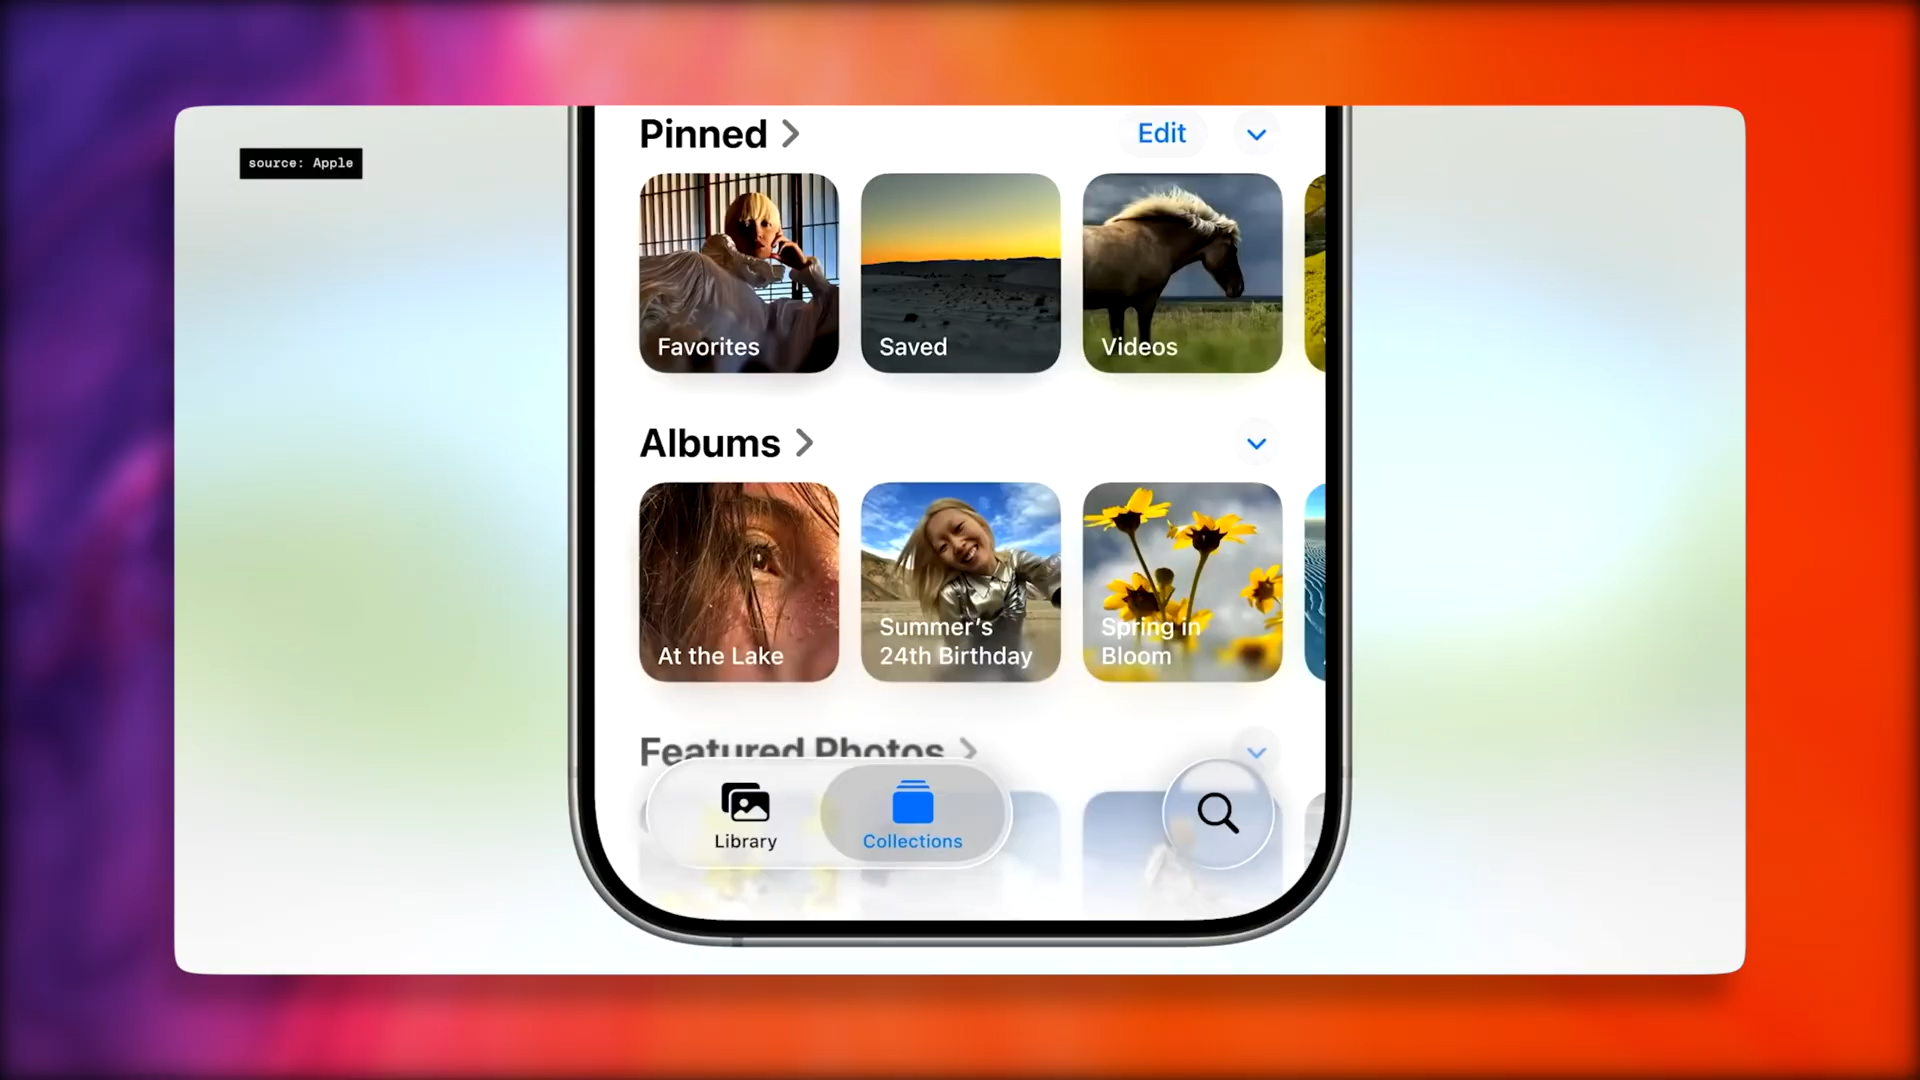 source: Apple
Pinned
Edit
Favorites
Saved
Videos
Albums
At the Lake
Summer’s
24th Birthday
Spring in
Bloom
Featured Photos
Library
Collections